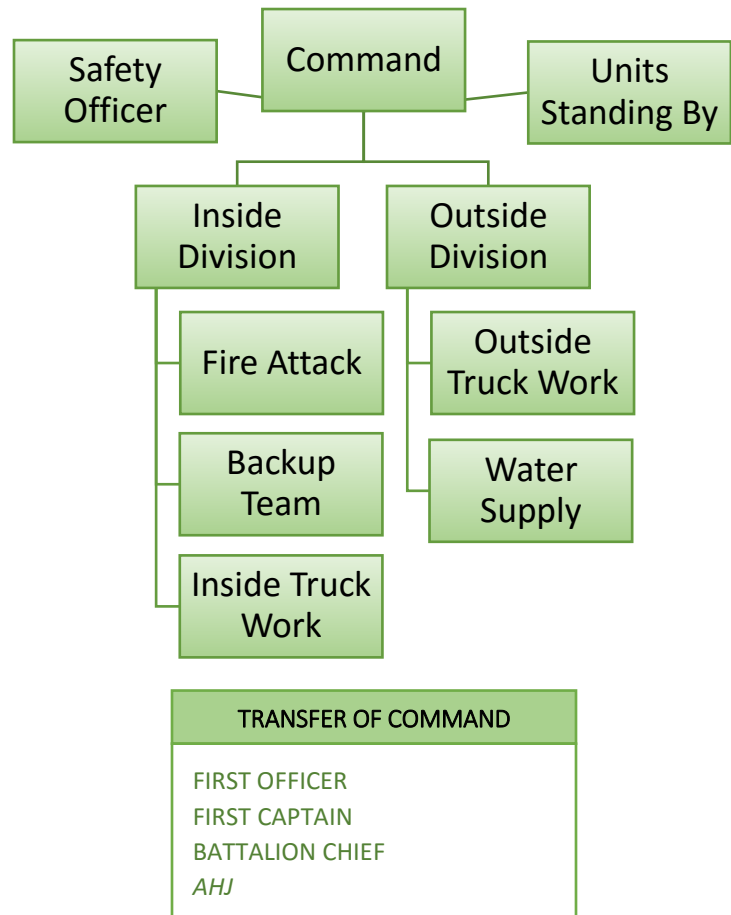 Safety
Officer
Command
Units
Standing By
Inside
Division
Outside
Division
Fire Attack
Backup
Team
Inside Truck
Work
Outside
Truck Work
Water
Supply
TRANSFER OF COMMAND
FIRST OFFICER
FIRST CAPTAIN
BATTALION CHIEF
AHJ